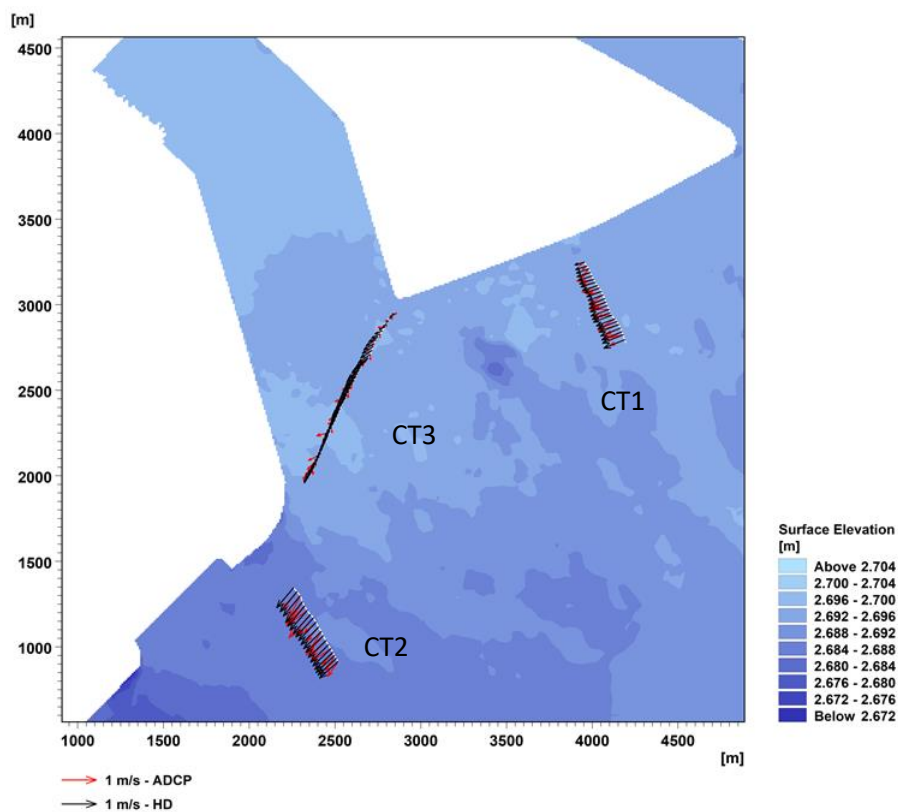 [m]
4500
4000
3500
3000
2500
2000
1500
1000
CT1
CT3
CT2
1000 1500 2000 2500 3000 3500 4000 4500
[m]
Surface Elevation
[m]
Above 2.704
2.700 - 2.704
2.696 - 2.700
2.692 - 2.696
2.688 - 2.692
2.684 - 2.688
2.680 - 2.684
2.676 - 2.680
2.672 - 2.676
Below 2.672
1 m/s - ADCP
1 m/s - HD